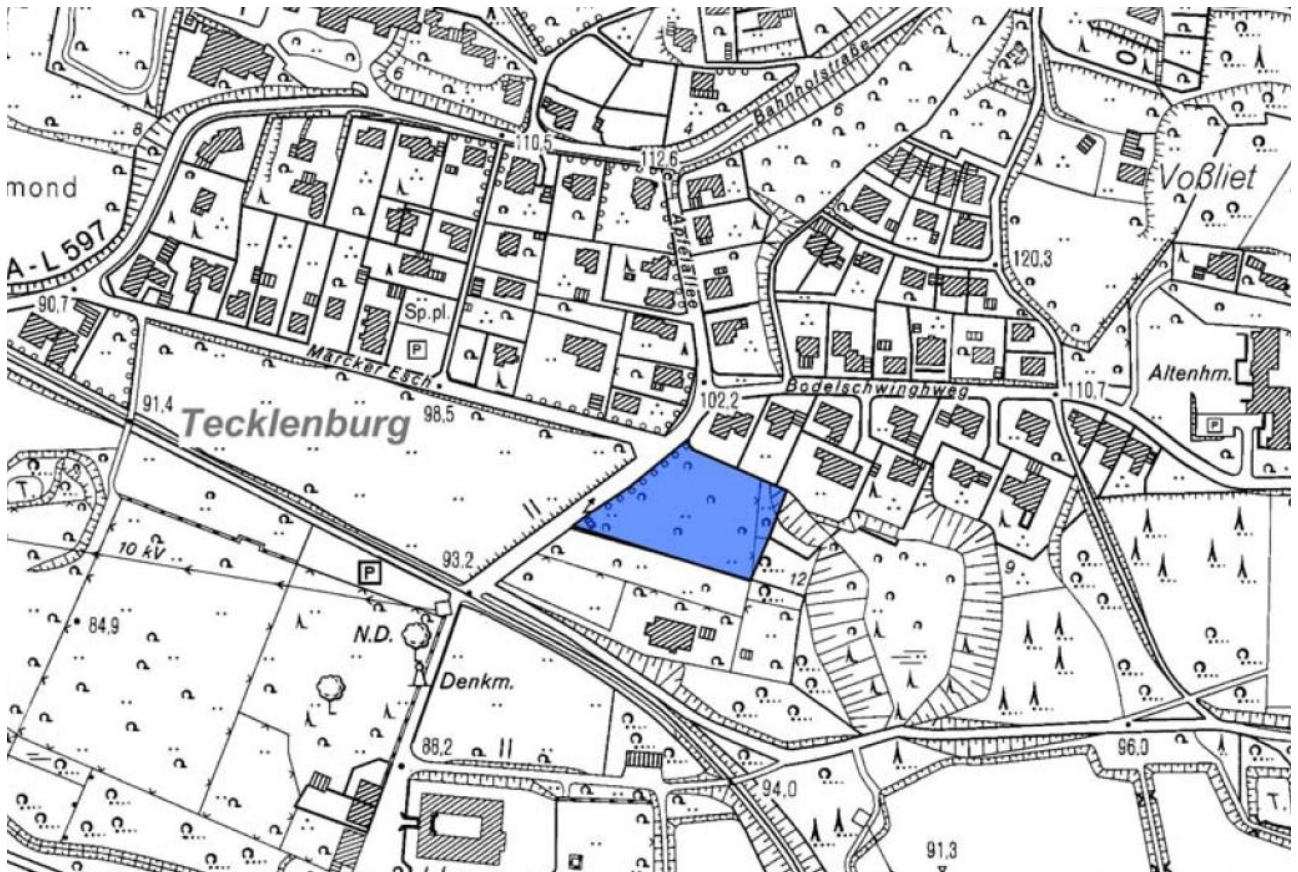 6
Bahnhofstraße
6
4
8
110,5
112,6
mond
Voßliet
Apfelallee
A-L 597
120,3
90,7
Sp.pl.
P
Märcker Esch
Bodelschwinghweg
102,2
110,7
Altenhm.
P
91,4
98,5
Tecklenburg
T.
10 kV
93,2
P
12
9
84,9
N.D.
Denkm.
88,2
96,0
94,0
T.
91,3